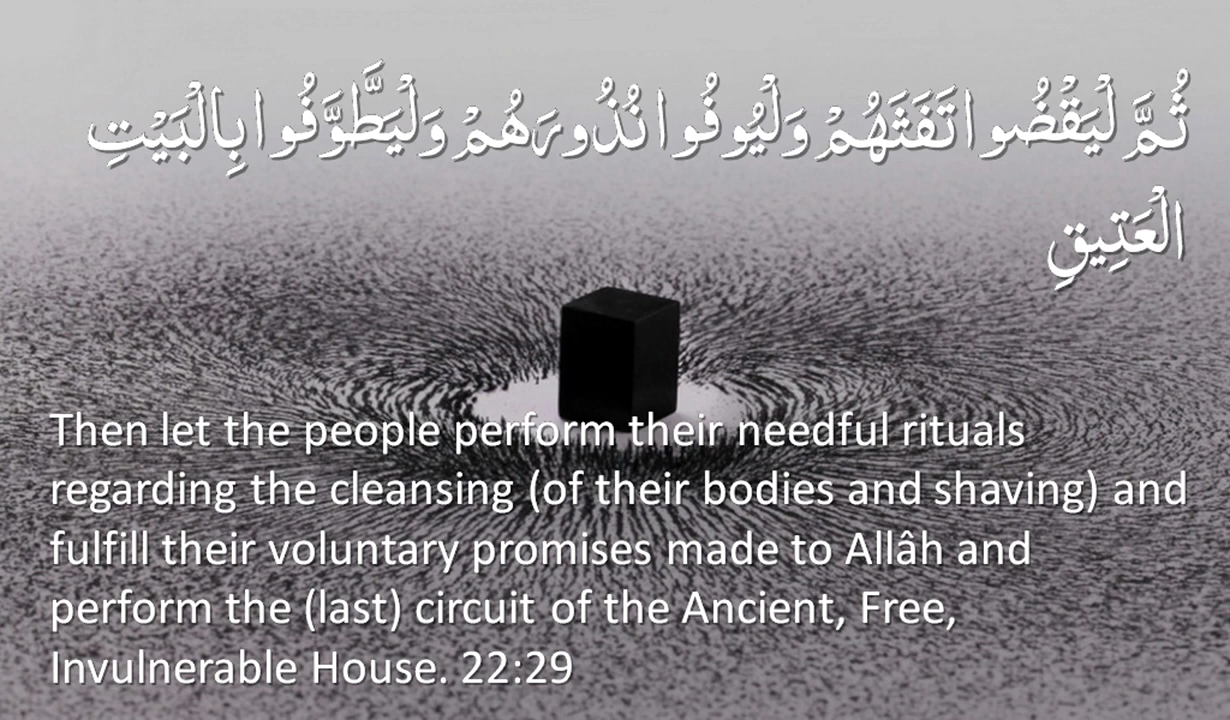 ثُمَّ لْيَقْضُوا تَفَثَهُمْ وَلْيُوفُوا نُذُورَهُمْ وَلْيَطَّوَّفُوا بِالْبَيْتِ
الْعَتِيقِ
Then let the people perform their needful rituals
regarding the cleansing (of their bodies and shaving) and
fulfill their voluntary promises made to Allâh and
perform the (last) circuit of the Ancient, Free,
Invulnerable House. 22:29